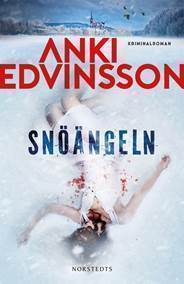 ANKI
KRIMINALROMAN
EDVINSSON
SNÖÄNGELN
NORSTEDTS